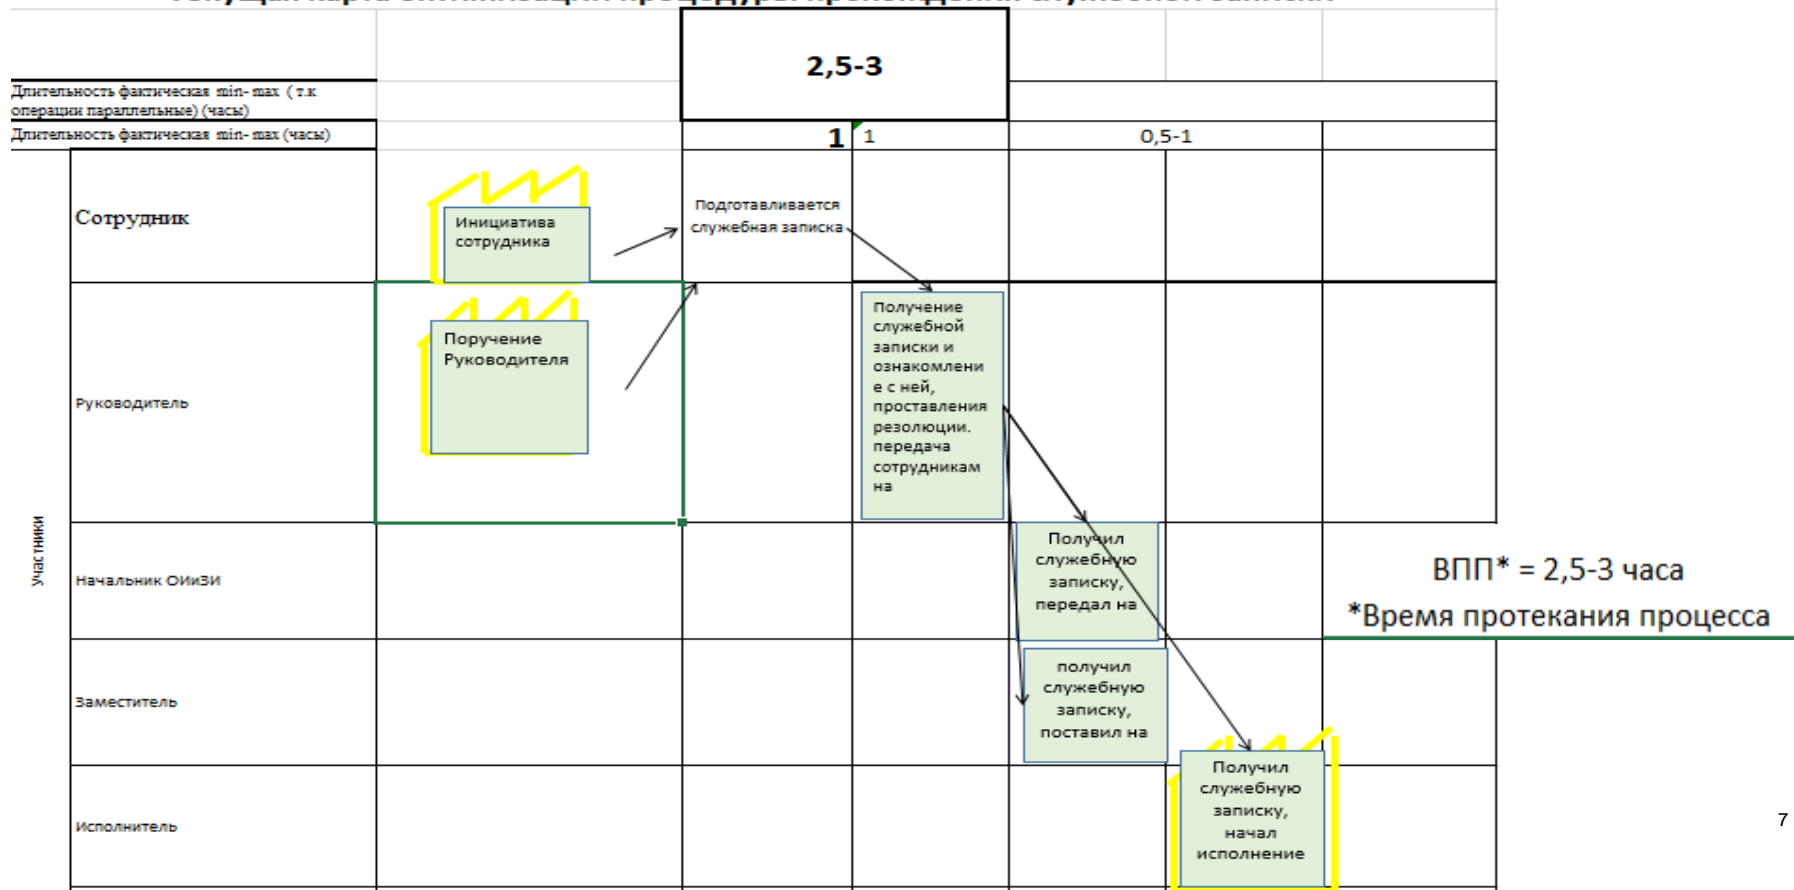 2,5-3
Длительность фактическая min- max ( т.к
операции параллельные) (часы)
Длительность фактическая min- max (часы)
1
1
0,5-1
Участники
Сотрудник
Инициатива
сотрудника
Подготавливается
служебная записка
Руководитель
Поручение
Руководителя
Получение
служебной
записки и
ознакомлени
е с ней,
проставления
резолюции.
передача
сотрудникам
на
Начальник ОИиЗИ
Получил
служебную
записку,
передал на
ВПП* = 2,5-3 часа
*Время протекания процесса
Заместитель
получил
служебную
записку,
поставил на
Исполнитель
Получил
служебную
записку,
начал
исполнение
7